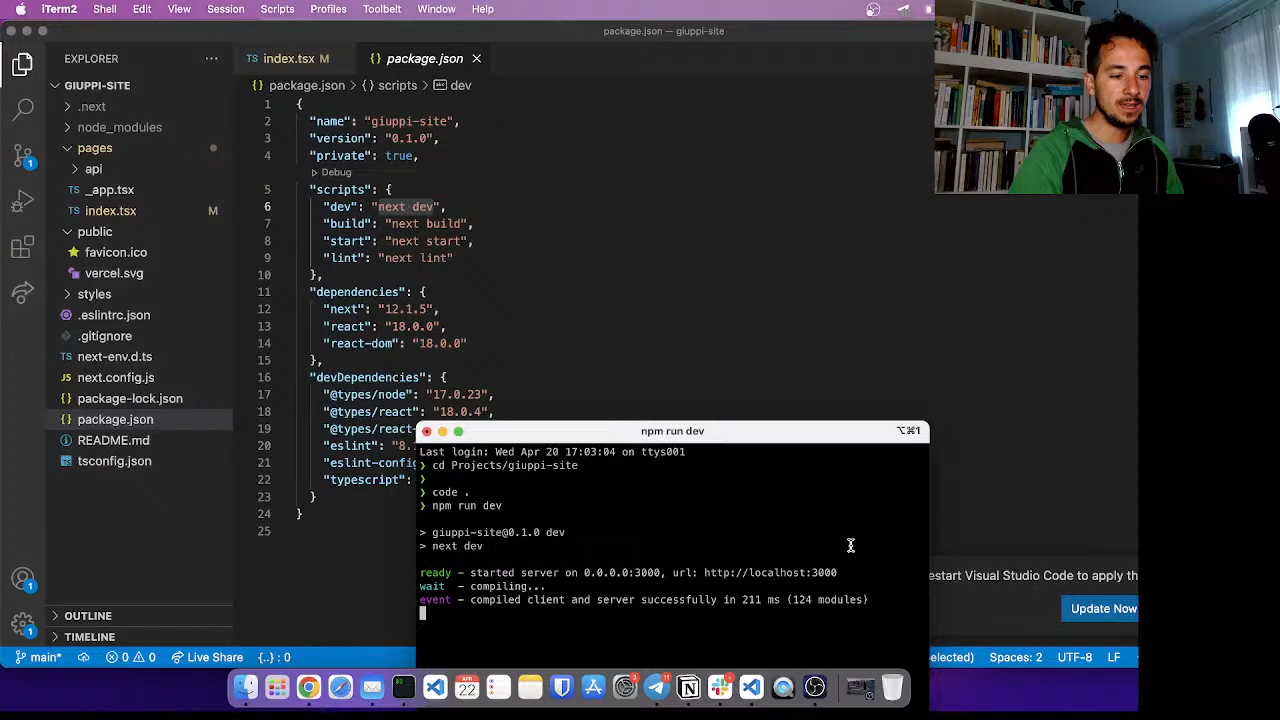 iTerm2 Shell Edit View Session Scripts Profiles Toolbelt Window Help
package.json — giuppi-site
EXPLORER
GIUPPI-SITE
.next
node_modules
pages
api
_app.tsx
index.tsx M
public
favicon.ico
vercel.svg
styles
.eslintrc.json
.gitignore
next-env.d.ts
next.config.js
package-lock.json
package.json
README.md
tsconfig.json
OUTLINE
TIMELINE
index.tsx M package.json
package.json > {} scripts > dev
1 {
2 "name": "giuppi-site",
3 "version": "0.1.0",
4 "private": true,
Debug
5 "scripts": {
6 "dev": "next dev",
7 "build": "next build",
8 "start": "next start",
9 "lint": "next lint"
10 },
11 "dependencies": {
12 "next": "12.1.5",
13 "react": "18.0.0",
14 "react-dom": "18.0.0"
15 },
16 "devDependencies": {
17 "@types/node": "17.0.23",
18 "@types/react": "18.0.4",
19 "@types/react-
20 "eslint": "8.
21 "eslint-config
22 "typescript":
23 }
24 }
25
npm run dev ⌥⌘1
Last login: Wed Apr 20 17:03:04 on ttys001
❯ cd Projects/giuppi-site
❯
❯ code .
❯ npm run dev
> giuppi-site@0.1.0 dev
> next dev
ready - started server on 0.0.0.0:3000, url: http://localhost:3000
wait - compiling...
event - compiled client and server successfully in 211 ms (124 modules)
estart Visual Studio Code to apply th
Update Now
main* 0 0 Live Share {..} : 0
elected) Spaces: 2 UTF-8 LF
1
1
1
APR
22
2
11
1